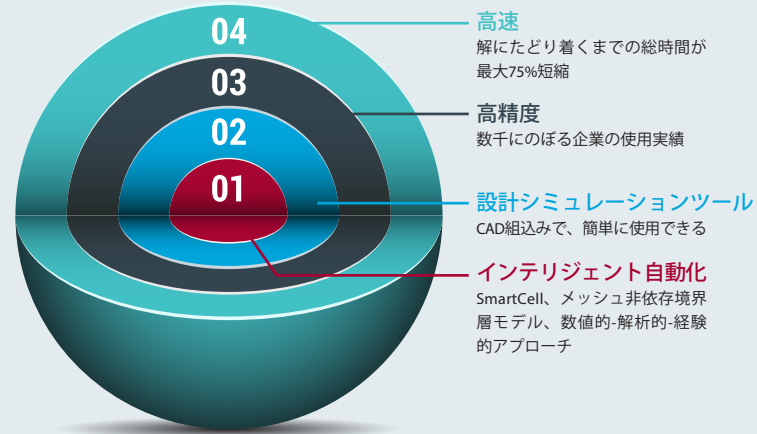 04
高速
解にたどり着くまでの総時間が
最大75%短縮
03
高精度
数千にのぼる企業の使用実績
02
設計シミュレーションツール
CAD組込みで、簡単に使用できる
01
インテリジェント自動化
SmartCell、メッシュ非依存境界
層モデル、数値的-解析的-経験
的アプローチ